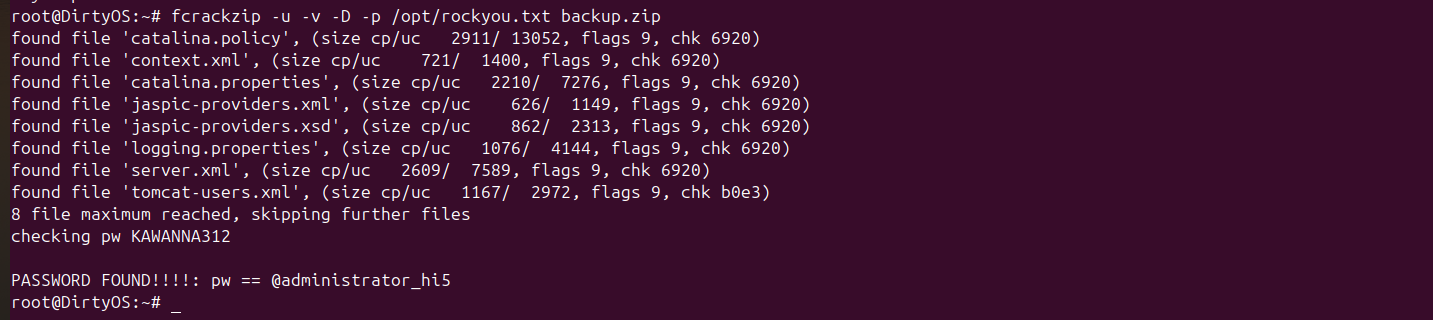 root@DirtyOS:~# fcrackzip -u -v -D -p /opt/rockyou.txt backup.zip
found file 'catalina.policy', (size cp/uc   2911/ 13052, flags 9, chk 6920)
found file 'context.xml', (size cp/uc    721/  1400, flags 9, chk 6920)
found file 'catalina.properties', (size cp/uc   2210/  7276, flags 9, chk 6920)
found file 'jaspic-providers.xml', (size cp/uc    626/  1149, flags 9, chk 6920)
found file 'jaspic-providers.xsd', (size cp/uc    862/  2313, flags 9, chk 6920)
found file 'logging.properties', (size cp/uc   1076/  4144, flags 9, chk 6920)
found file 'server.xml', (size cp/uc   2609/  7589, flags 9, chk 6920)
found file 'tomcat-users.xml', (size cp/uc   1167/  2972, flags 9, chk b0e3)
8 file maximum reached, skipping further files
checking pw KAWANNA312
PASSWORD FOUND!!!!: pw == @administrator_hi5
root@DirtyOS:~# _